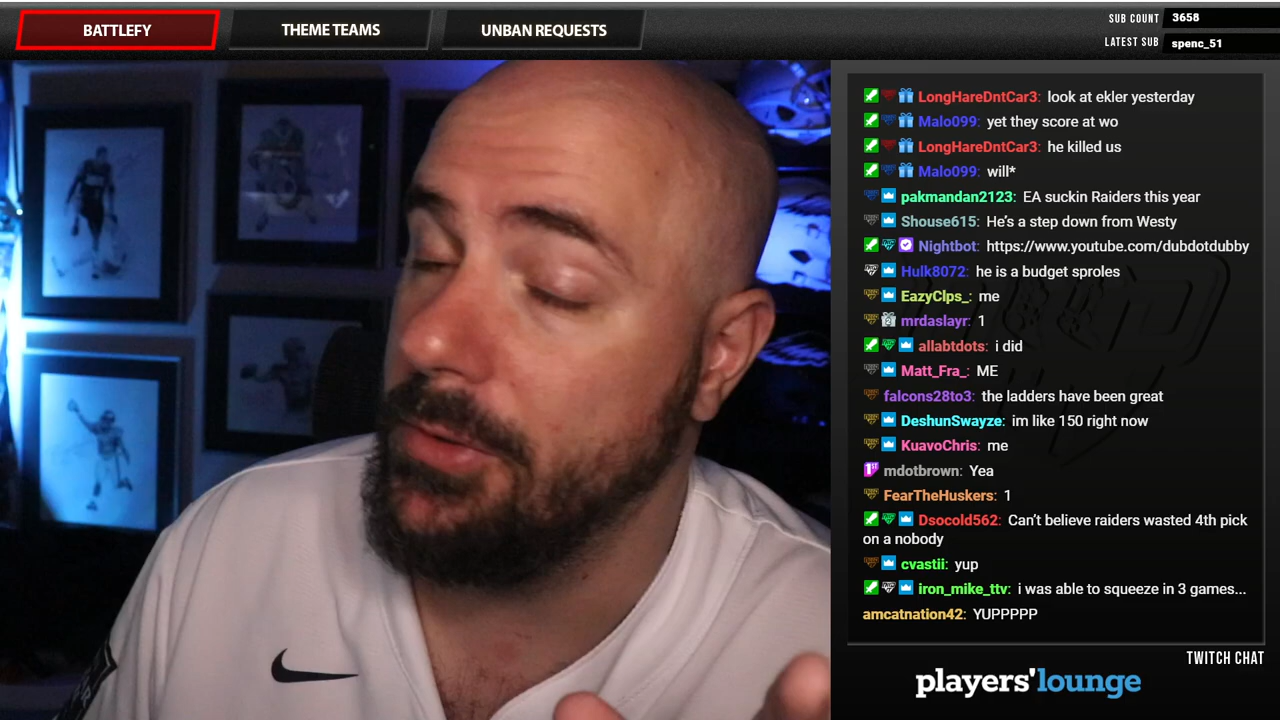 BATTLEFY
THEME TEAMS
UNBAN REQUESTS
SUB COUNT 3658
LATEST SUB spenc_51
LongHareDntCar3: look at ekler yesterday
Malo099: yet they score at wo
LongHareDntCar3: he killed us
Malo099: will*
pakmandan2123: EA suckin Raiders this year
Shouse615: He's a step down from Westy
Nightbot: https://www.youtube.com/dubdotdubby
Hulk8072: he is a budget sproles
EazyClps_: me
mrdaslayr: 1
allabtdots: i did
Matt_Fra_: ME
falcons28to3: the ladders have been great
DeshunSwayze: im like 150 right now
KuavoChris: me
mdotbrown: Yea
FearTheHuskers: 1
Dsocold562: Can't believe raiders wasted 4th pick
on a nobody
cvastii: yup
iron_mike_ttv: i was able to squeeze in 3 games...
amcatnation42: YUPPPPP
TWITCH CHAT
players'lounge